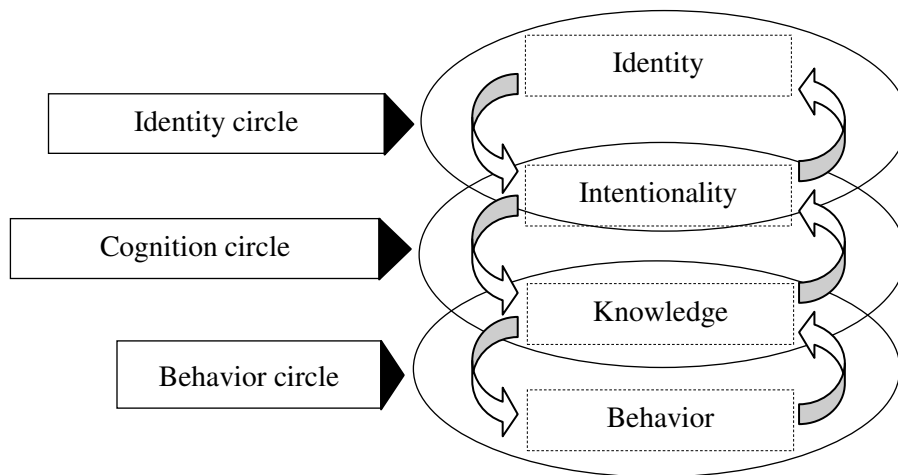 Identity
Identity circle
Intentionality
Cognition circle
Knowledge
Behavior circle
Behavior